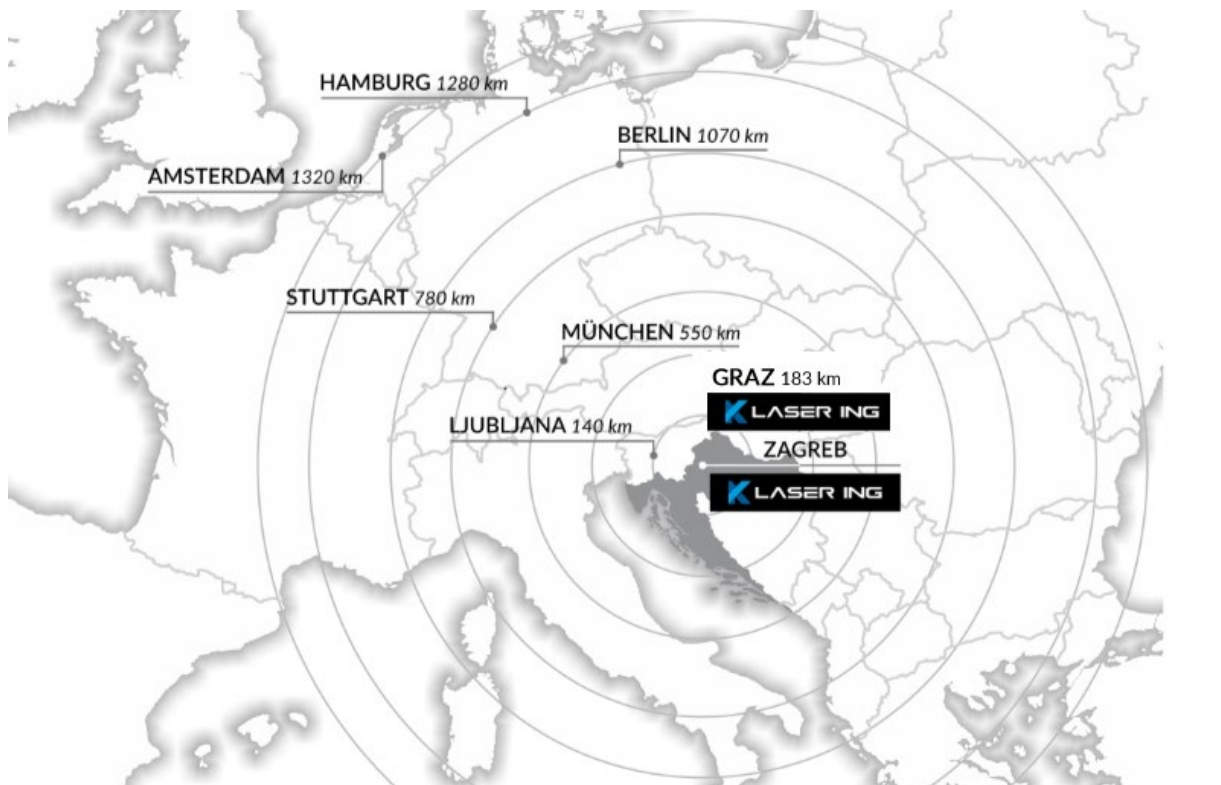 HAMBURG 1280 km
BERLIN 1070 km
AMSTERDAM 1320 km
STUTTGART 780 km
MÜNCHEN 550 km
GRAZ 183 km
K LASER ING
LJUBLJANA 140 km
ZAGREB
K LASER ING